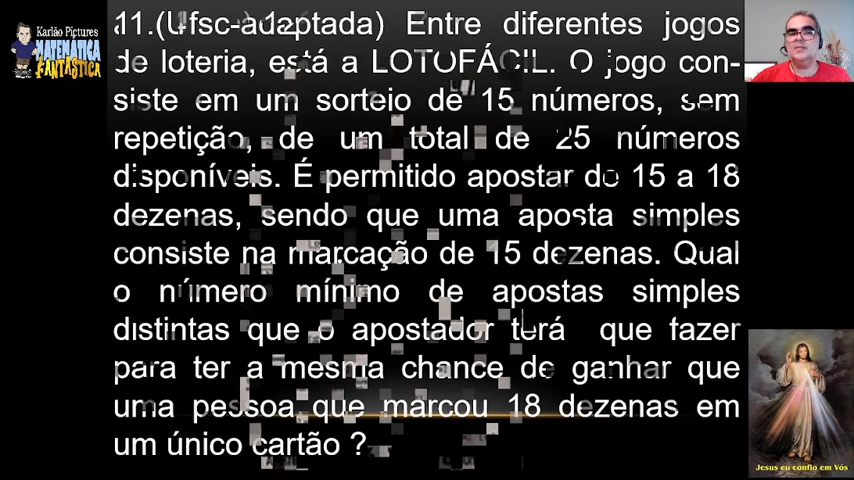 Karlão Pictures
MATEMÁTICA
FANTÁSTICA
11.(Ufsc-adaptada) Entre diferentes jogos
de loteria, está a LOTOFÁCIL. O jogo con-
siste em um sorteio de 15 números, sem
repetição, de um total de 25 números
disponíveis. É permitido apostar de 15 a 18
dezenas, sendo que uma aposta simples
consiste na marcação de 15 dezenas. Qual
o número mínimo de apostas simples
distintas que o apostador terá que fazer
para ter a mesma chance de ganhar que
uma pessoa que marcou 18 dezenas em
um único cartão ?
Jesus eu confio em Vós